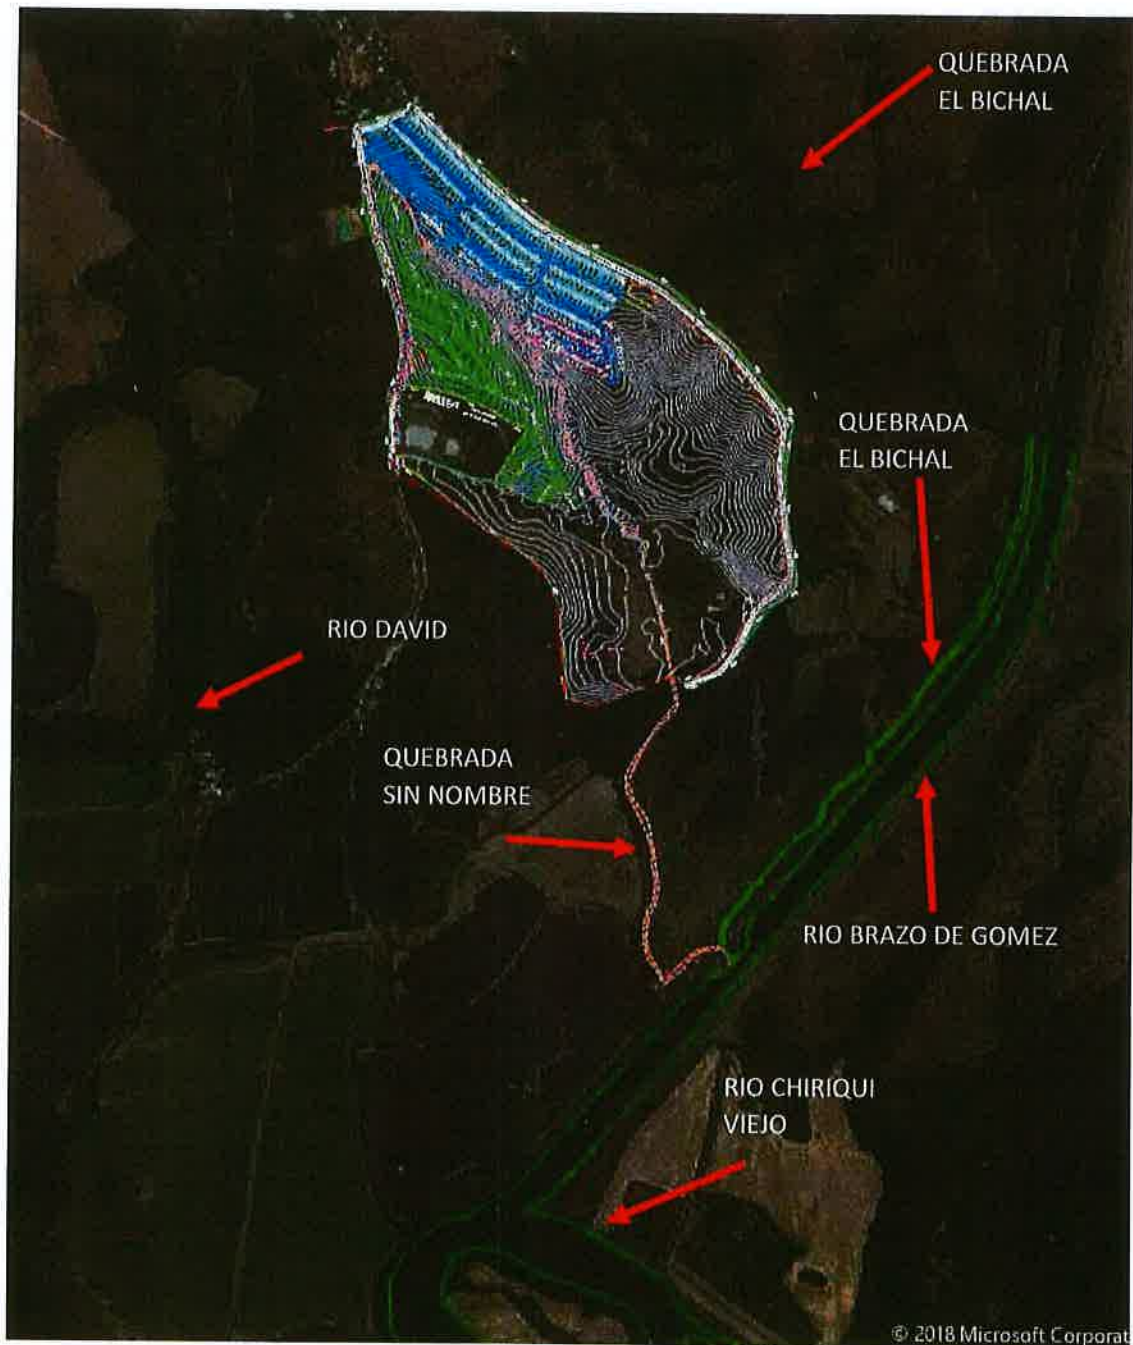 QUEBRADA
EL BICHAL
QUEBRADA
EL BICHAL
RIO DAVID
QUEBRADA
SIN NOMBRE
RIO BRAZO DE GOMEZ
RIO CHIRIQUI
VIEJO
© 2018 Microsoft Corporat